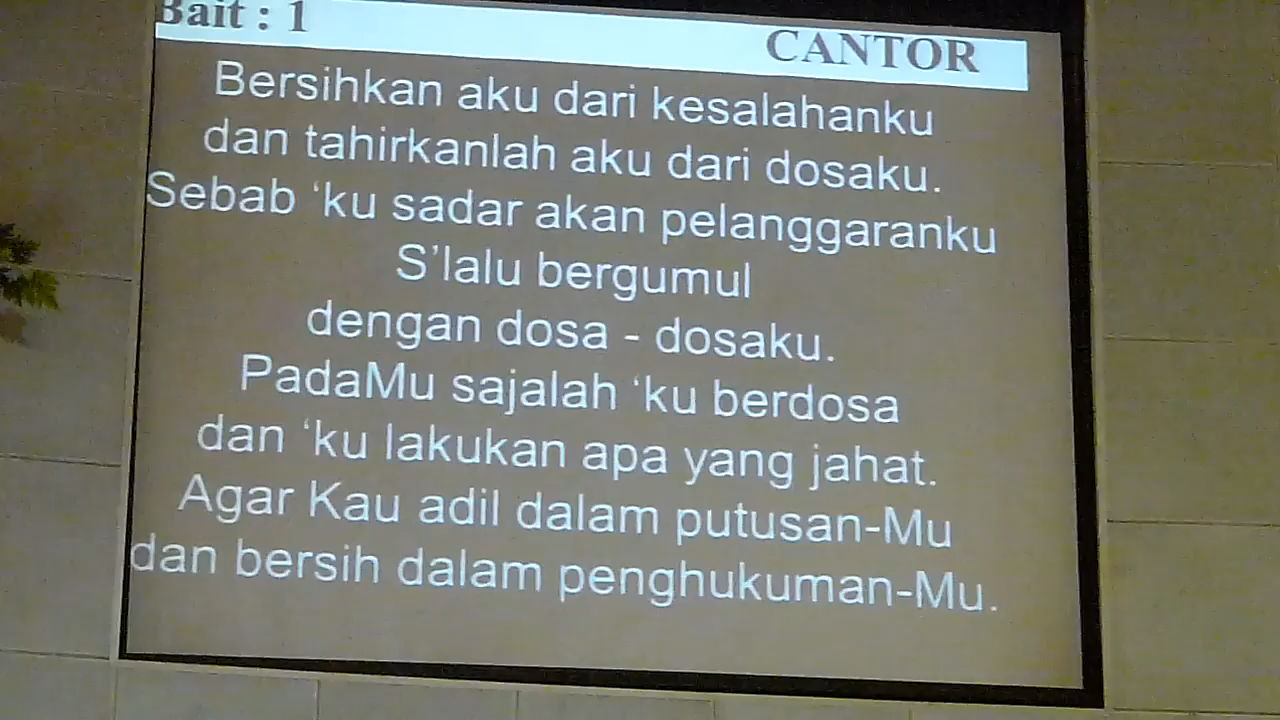 Bait : 1
CANTOR
Bersihkan aku dari kesalahanku
dan tahirkanlah aku dari dosaku.
Sebab ‘ku sadar akan pelanggaranku
S’lalu bergumul
dengan dosa - dosaku.
PadaMu sajalah ‘ku berdosa
dan ‘ku lakukan apa yang jahat.
Agar Kau adil dalam putusan-Mu
dan bersih dalam penghukuman-Mu.